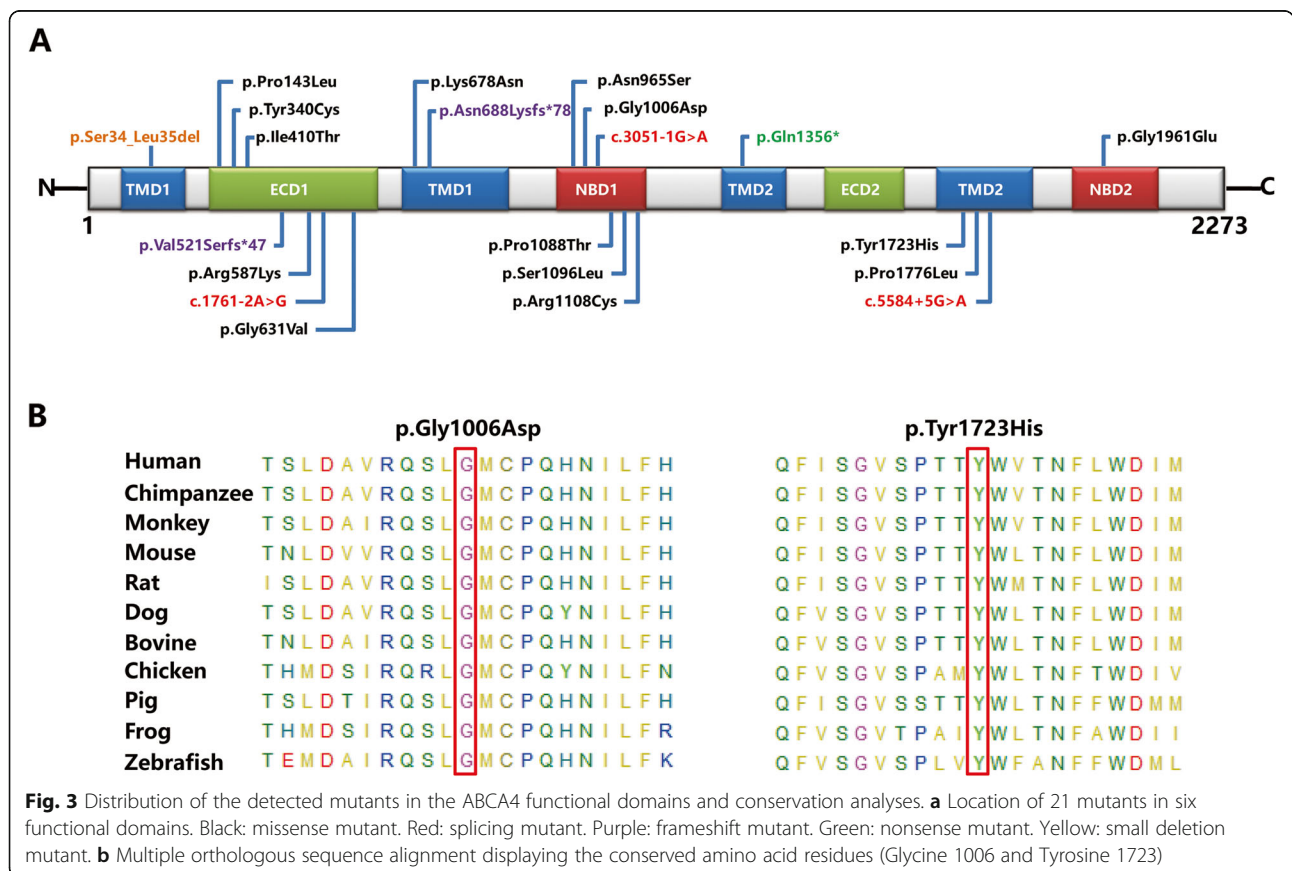 A
p.Pro143Leu
p.Tyr340Cys
p.Ile410Thr
p.Ser34_Leu35del
p.Lys678Asn
p.Asn688Lysfs*78
p.Asn965Ser
p.Gly1006Asp
c.3051-1G>A
p.Gln1356*
p.Gly1961Glu
N TMD1 ECD1 TMD1 NBD1 TMD2 ECD2 TMD2 NBD2 C
1 2273
p.Val521Serfs*47
p.Arg587Lys
c.1761-2A>G
p.Gly631Val
p.Pro1088Thr
p.Ser1096Leu
p.Arg1108Cys
p.Tyr1723His
p.Pro1776Leu
c.5584+5G>A
B
p.Gly1006Asp p.Tyr1723His
Human T S L D A V R Q S L G M C P Q H N I L F H Q F I S G V S P T T Y W V T N F L W D I M
Chimpanzee T S L D A V R Q S L G M C P Q H N I L F H Q F I S G V S P T T Y W V T N F L W D I M
Monkey T S L D A I R Q S L G M C P Q H N I L F H Q F I S G V S P T T Y W V T N F L W D I M
Mouse T N L D V V R Q S L G M C P Q H N I L F H Q F I S G V S P T T Y W L T N F L W D I M
Rat I S L D A V R Q S L G M C P Q H N I L F H Q F I S G V S P T T Y W M T N F L W D I M
Dog T S L D A V R Q S L G M C P Q Y N I L F H Q F V S G V S P T T Y W L T N F L W D I M
Bovine T N L D A I R Q S L G M C P Q H N I L F H Q F V S G V S P T T Y W L T N F L W D I M
Chicken T H M D S I R Q R L G M C P Q Y N I L F N Q F V S G V S P A M Y W L T N F T W D I V
Pig T S L D T I R Q S L G M C P Q H N I L F H Q F I S G V S S T T Y W L T N F F W D M M
Frog T H M D S I R Q S L G M C P Q H N I L F R Q F V S G V T P A I Y W L T N F A W D I I
Zebrafish T E M D A I R Q S L G M C P Q H N I L F K Q F V S G V S P L V Y W F A N F F W D M L
Fig. 3 Distribution of the detected mutants in the ABCA4 functional domains and conservation analyses. a Location of 21 mutants in six
functional domains. Black: missense mutant. Red: splicing mutant. Purple: frameshift mutant. Green: nonsense mutant. Yellow: small deletion
mutant. b Multiple orthologous sequence alignment displaying the conserved amino acid residues (Glycine 1006 and Tyrosine 1723)